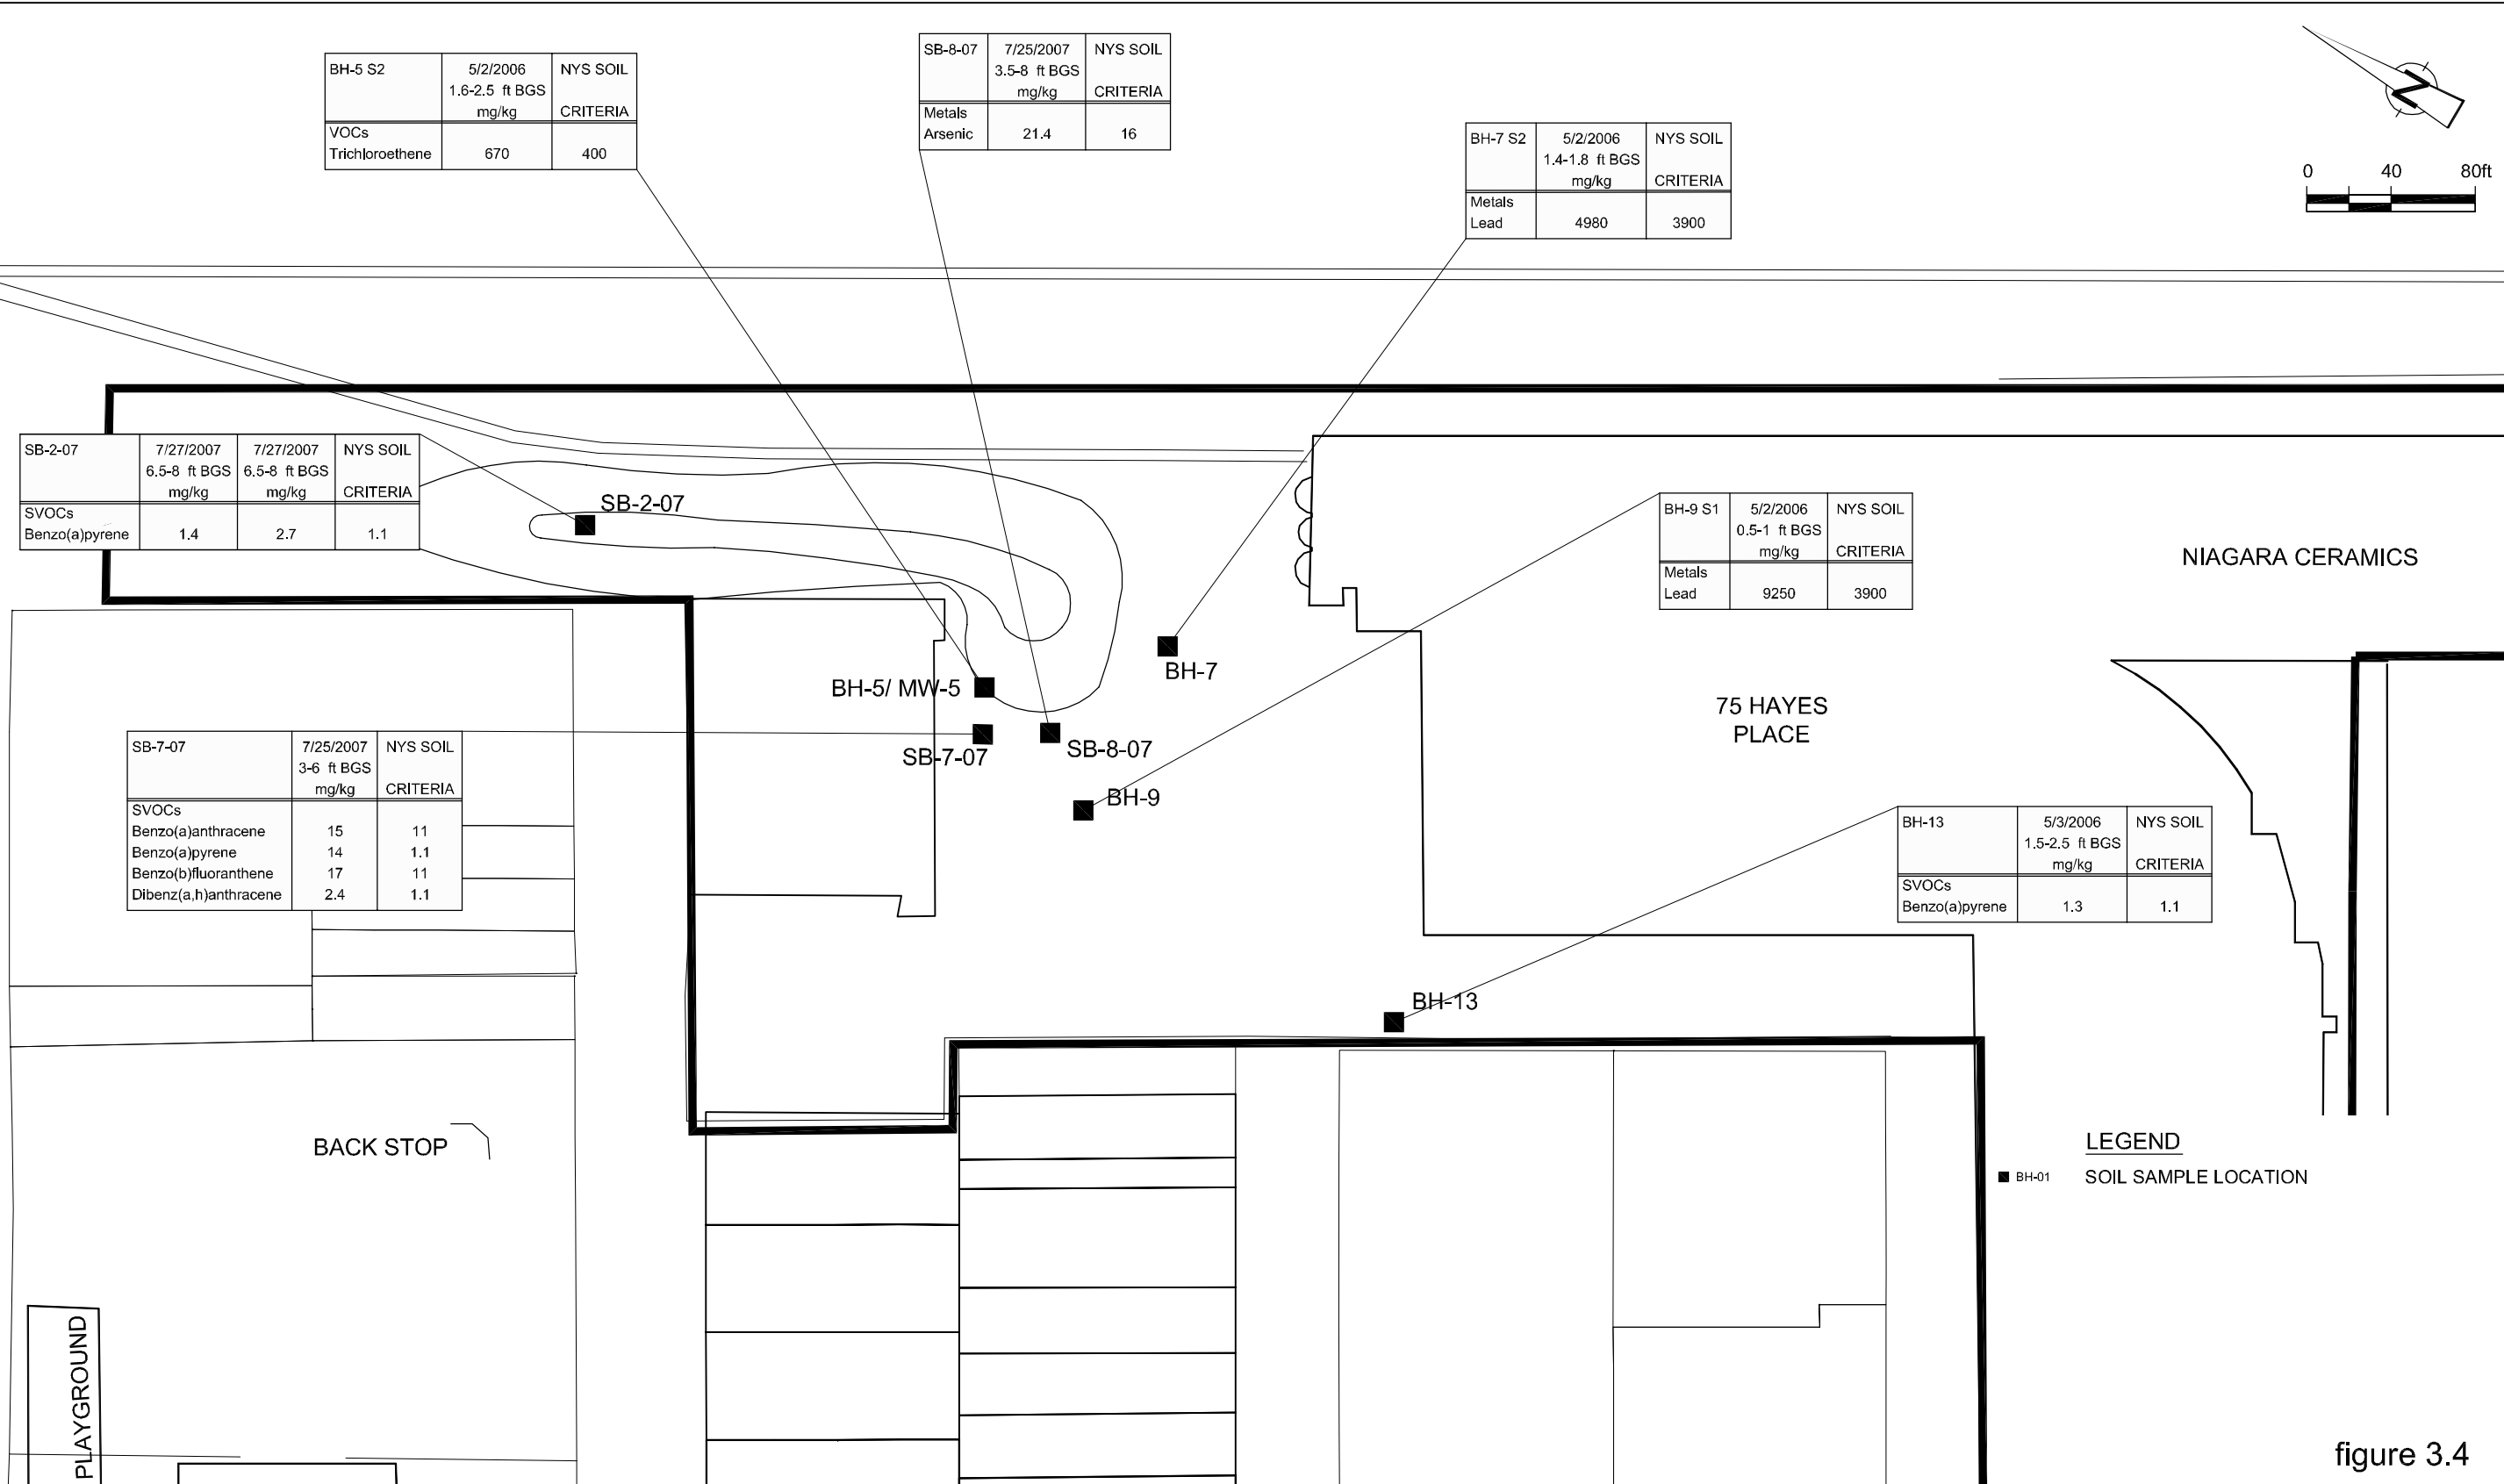 BH-5 S2 5/2/2006 NYS SOIL
1.6-2.5 ft BGS
mg/kg CRITERIA
VOCs
Trichloroethene 670 400
SB-8-07 7/25/2007 NYS SOIL
3.5-8 ft BGS
mg/kg CRITERIA
Metals
Arsenic 21.4 16
BH-7 S2 5/2/2006 NYS SOIL
1.4-1.8 ft BGS
mg/kg CRITERIA
Metals
Lead 4980 3900
N
0 40 80ft
SB-2-07 7/27/2007 7/27/2007 NYS SOIL
6.5-8 ft BGS 6.5-8 ft BGS
mg/kg mg/kg CRITERIA
SVOCs
Benzo(a)pyrene 1.4 2.7 1.1
SB-2-07
BH-9 S1 5/2/2006 NYS SOIL
0.5-1 ft BGS
mg/kg CRITERIA
Metals
Lead 9250 3900
NIAGARA CERAMICS
BH-7
BH-5/ MW-5
75 HAYES
PLACE
SB-7-07
SB-8-07
BH-9
SB-7-07 7/25/2007 NYS SOIL
3-6 ft BGS
mg/kg CRITERIA
SVOCs
Benzo(a)anthracene 15 11
Benzo(a)pyrene 14 1.1
Benzo(b)fluoranthene 17 11
Dibenz(a,h)anthracene 2.4 1.1
BH-13 5/3/2006 NYS SOIL
1.5-2.5 ft BGS
mg/kg CRITERIA
SVOCs
Benzo(a)pyrene 1.3 1.1
BH-13
BACK STOP
LEGEND
BH-01 SOIL SAMPLE LOCATION
PLAYGROUND
figure 3.4